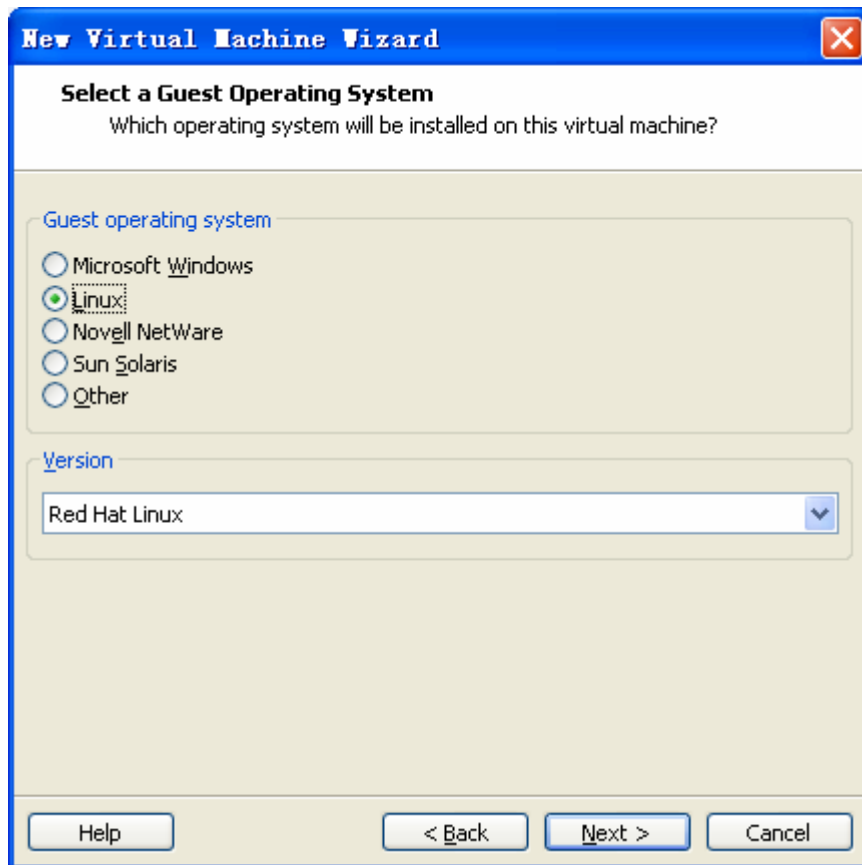 New Virtual Machine Wizard
Select a Guest Operating System
Which operating system will be installed on this virtual machine?
Guest operating system
Microsoft Windows
Linux
Novell NetWare
Sun Solaris
Other
Version
Red Hat Linux
Help
< Back
Next >
Cancel